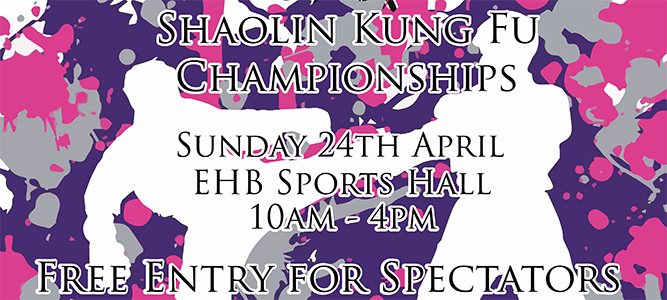 Shaolin Kung Fu
Championships
Sunday 24th April
EHB Sports Hall
10am - 4pm
Free Entry for Spectators